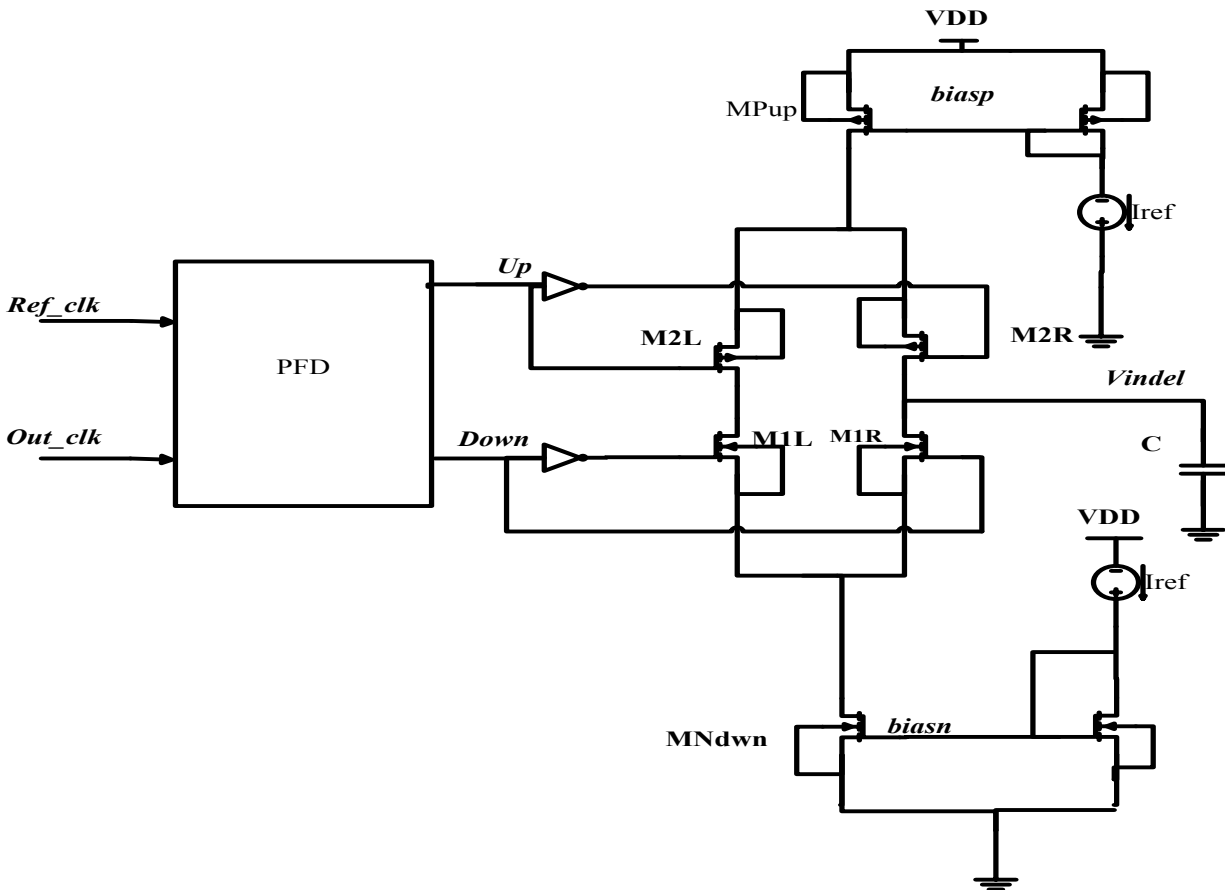 VDD
biasp
MPup
Iref
Up
Ref_clk
M2L
M2R
PFD
Vindel
Out_clk
Down
M1L
M1R
C
VDD
Iref
MNdwn
biasn